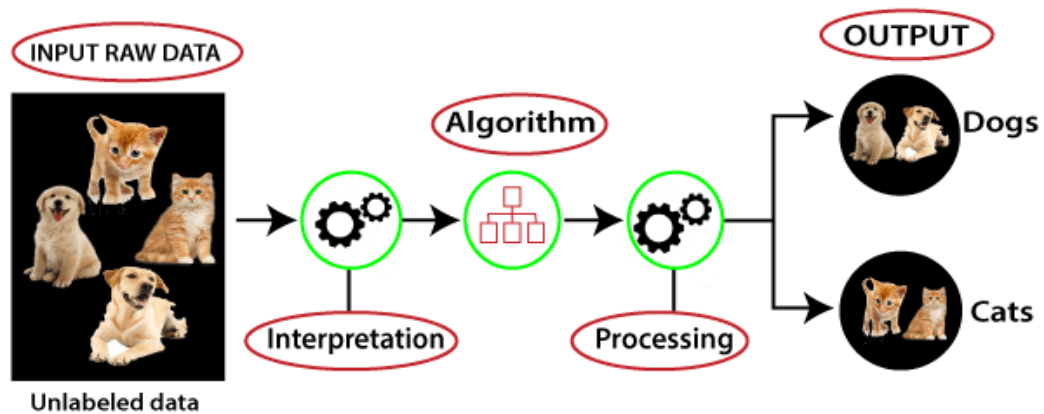 INPUT RAW DATA
Unlabeled data
Interpretation
Algorithm
Processing
OUTPUT
Dogs
Cats